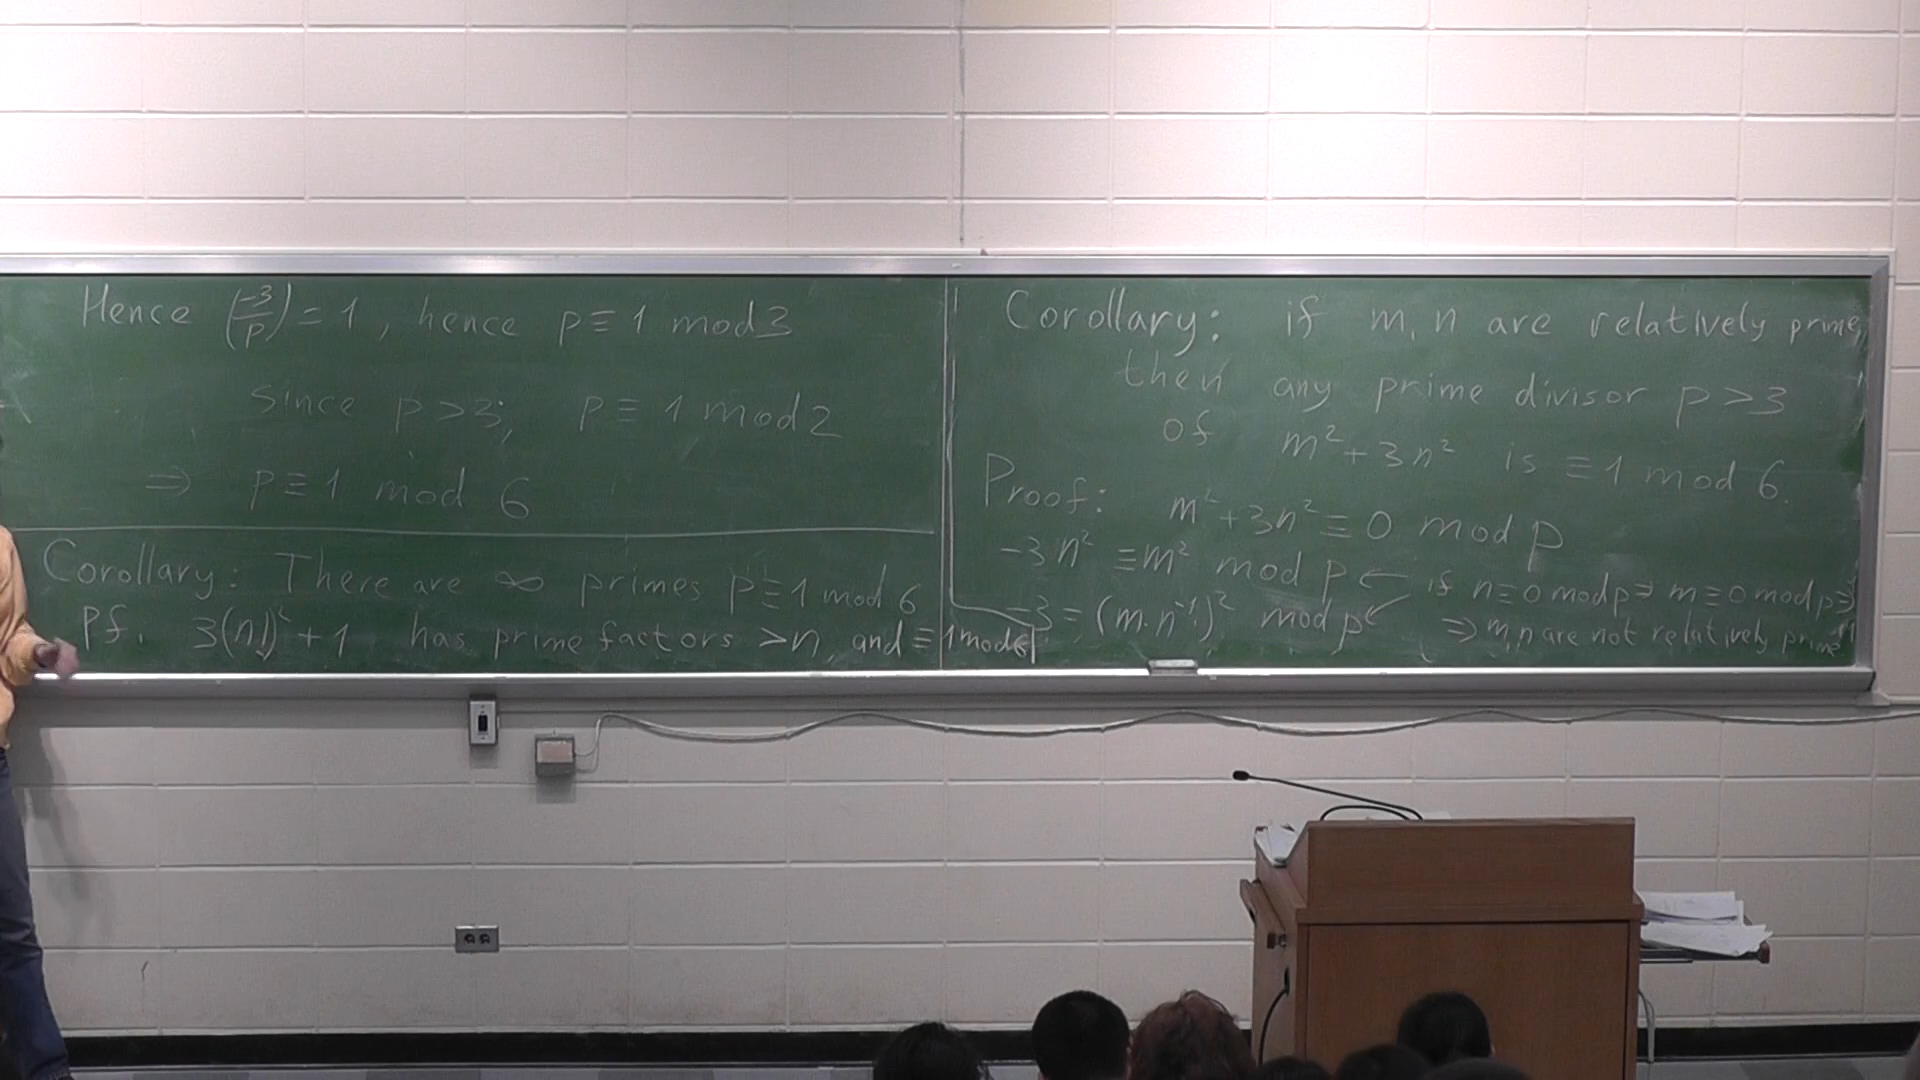 Corollary: if m, n are relatively prime,
then any prime divisor p > 3
of m² + 3n² is ≡ 1 mod 6.
Proof: m² + 3n² ≡ 0 mod p
-3n² ≡ m² mod p ← if n ≡ 0 mod p ⇒ m ≡ 0 mod p ⇒
-3 = (m·n⁻¹)² mod p ⇒ m, n are not relatively prime
Hence (-3/p) = 1, hence p ≡ 1 mod 3
Since p > 3, p ≡ 1 mod 2
⇒ p ≡ 1 mod 6
Corollary: There are ∞ primes p ≡ 1 mod 6
Pf. 3(n!)² + 1 has prime factors > n, and ≡ 1 mod 6